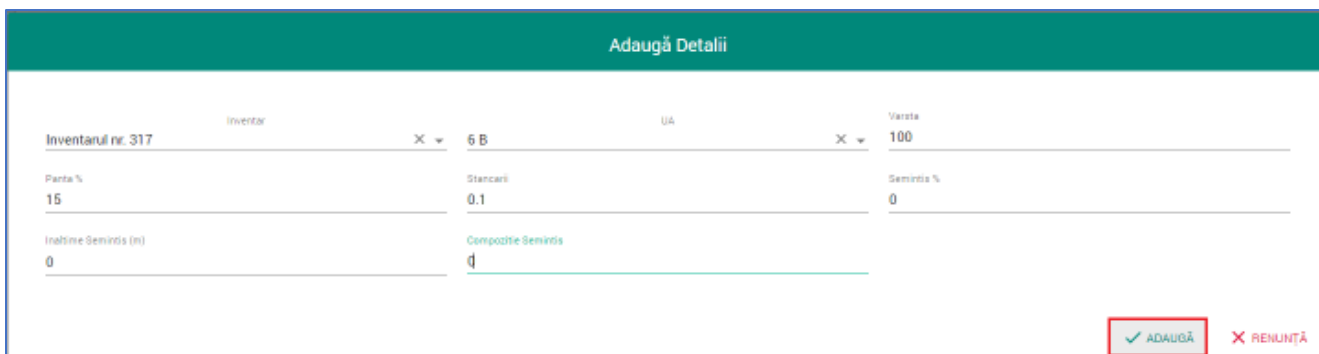 Adaugă Detalii
Inventar UA Varsta
Inventarul nr. 317 6 B 100
Panta % Stancarii Semintis %
15 0.1 0
Inaltime Semintis (m) Compozitie Semintis
0 0
ADAUGĂ RENUNȚĂ